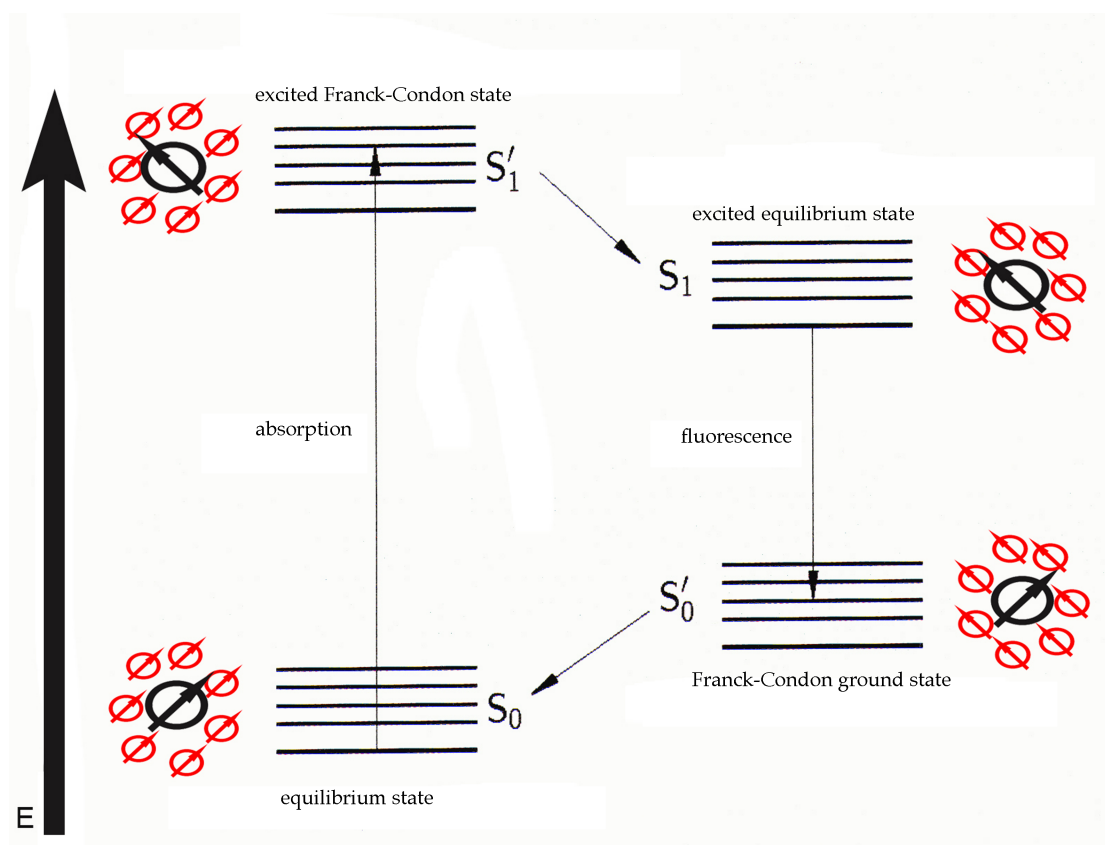 excited Franck-Condon state
S′₁
excited equilibrium state
S₁
absorption
fluorescence
S′₀
Franck-Condon ground state
S₀
equilibrium state
E